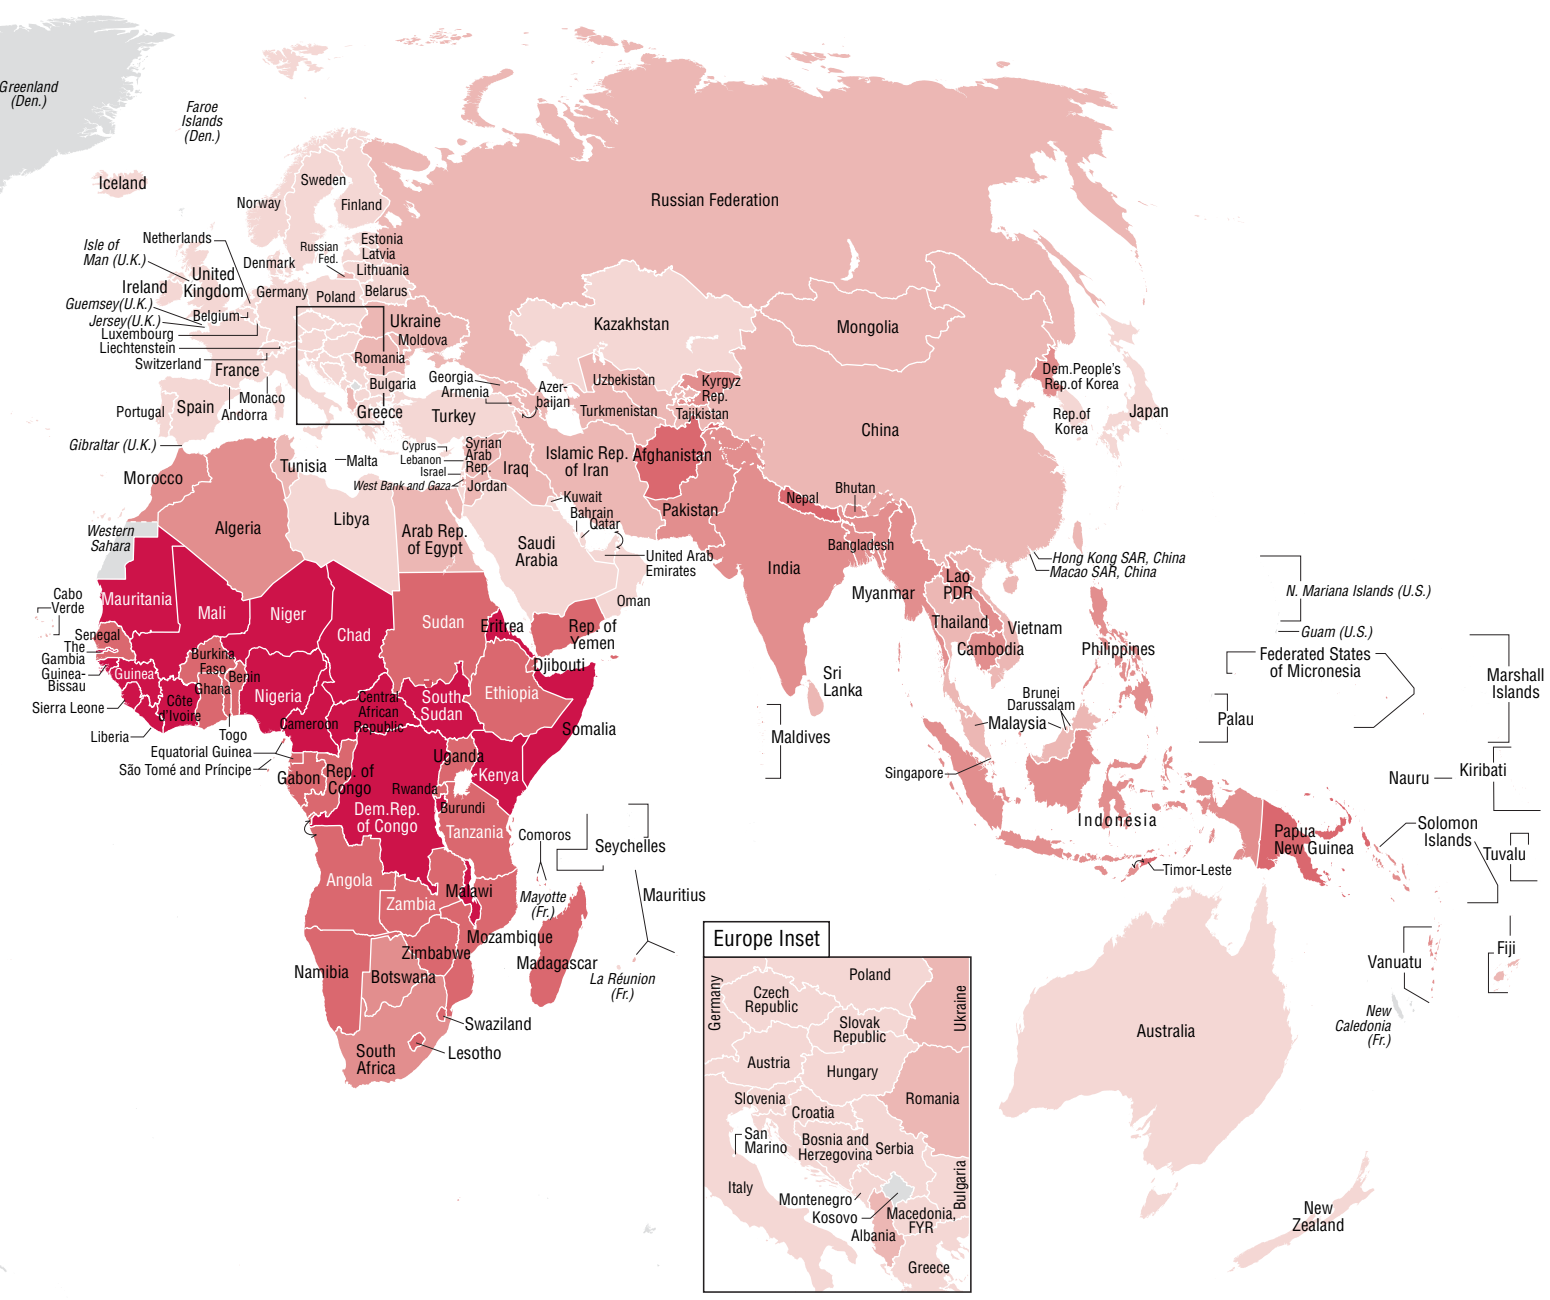 Greenland
(Den.)
Faroe
Islands
(Den.)
Iceland
Norway
Sweden
Finland
Russian Federation
Netherlands
Isle of
Man (U.K.)
Denmark
Russian
Fed.
Estonia
Latvia
Lithuania
United
Kingdom
Ireland
Germany
Poland
Belarus
Guernsey(U.K.)
Belgium
Jersey(U.K.)
Luxembourg
Liechtenstein
Switzerland
Ukraine
Moldova
Romania
France
Monaco
Andorra
Portugal
Spain
Bulgaria
Greece
Gibraltar (U.K.)
Kazakhstan
Mongolia
Georgia
Armenia
Azer-
baijan
Turkey
Uzbekistan
Turkmenistan
Kyrgyz
Rep.
Tajikistan
Dem.People's
Rep.of Korea
Rep.of
Korea
Japan
China
Morocco
Tunisia
Malta
Cyprus
Lebanon
Israel
West Bank and Gaza
Syrian
Arab
Rep.
Jordan
Iraq
Islamic Rep.
of Iran
Afghanistan
Kuwait
Bahrain
Qatar
Pakistan
Nepal
Bhutan
Bangladesh
India
Myanmar
Western
Sahara
Algeria
Libya
Arab Rep.
of Egypt
Saudi
Arabia
United Arab
Emirates
Oman
Hong Kong SAR, China
Macao SAR, China
Lao
PDR
Thailand
Vietnam
Cambodia
Philippines
N. Mariana Islands (U.S.)
Guam (U.S.)
Federated States
of Micronesia
Marshall
Islands
Palau
Cabo
Verde
Mauritania
Mali
Niger
Chad
Sudan
Eritrea
Rep. of
Yemen
Djibouti
Senegal
The
Gambia
Guinea-
Bissau
Guinea
Sierra Leone
Liberia
Burkina
Faso
Benin
Ghana
Côte
d'Ivoire
Togo
Nigeria
Cameroon
Central
African
Republic
South
Sudan
Ethiopia
Somalia
Sri
Lanka
Maldives
Brunei
Darussalam
Malaysia
Singapore
Indonesia
Nauru
Kiribati
Equatorial Guinea
São Tomé and Príncipe
Gabon
Rep. of
Congo
Uganda
Kenya
Rwanda
Burundi
Dem.Rep.
of Congo
Tanzania
Comoros
Seychelles
Papua
New Guinea
Solomon
Islands
Tuvalu
Timor-Leste
Angola
Zambia
Malawi
Mayotte
(Fr.)
Mauritius
Mozambique
Zimbabwe
Madagascar
La Réunion
(Fr.)
Namibia
Botswana
Swaziland
Lesotho
South
Africa
Vanuatu
Fiji
New
Caledonia
(Fr.)
Australia
New
Zealand
Europe Inset
Germany
Poland
Czech
Republic
Ukraine
Slovak
Republic
Austria
Hungary
Slovenia
Croatia
Romania
San
Marino
Bosnia and
Herzegovina
Serbia
Italy
Montenegro
Kosovo
Bulgaria
Macedonia,
FYR
Albania
Greece